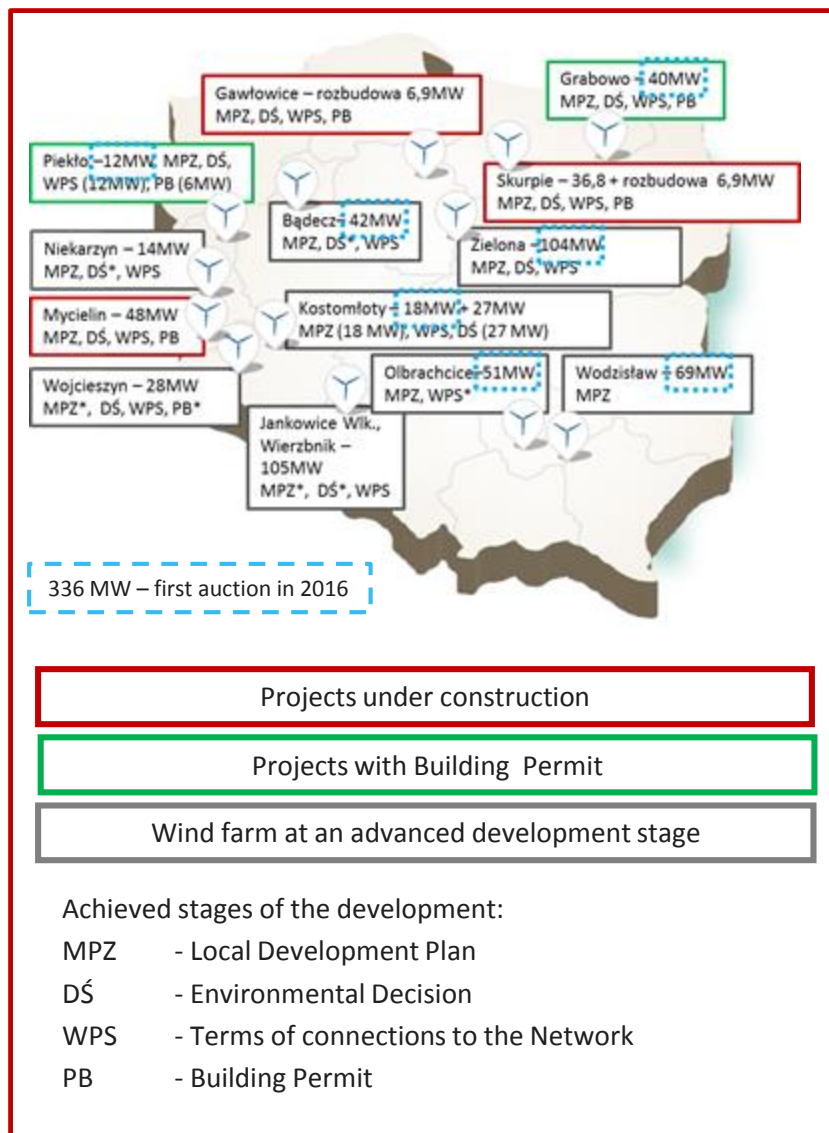 Gawłowice – rozbudowa 6,9MW
MPZ, DŚ, WPS, PB
Grabowo – 40MW
MPZ, DŚ, WPS, PB
Piekło –12MW MPZ, DŚ,
WPS (12MW), PB (6MW)
Skurpie – 36,8 + rozbudowa 6,9MW
MPZ, DŚ, WPS, PB
Bądecz– 42MW
MPZ, DŚ*, WPS
Zielona –104MW
MPZ, DŚ, WPS
Niekarzyn – 14MW
MPZ, DŚ*, WPS
Mycielin – 48MW
MPZ, DŚ, WPS, PB
Kostomłoty – 18MW + 27MW
MPZ (18 MW), WPS, DŚ (27 MW)
Wojcieszyn – 28MW
MPZ*, DŚ, WPS, PB*
Olbrachcice–51MW
MPZ, WPS*
Wodzisław – 69MW
MPZ
Jankowice Wlk.,
Wierzbnik –
105MW
MPZ*, DŚ*, WPS
336 MW – first auction in 2016
Projects under construction
Projects with Building Permit
Wind farm at an advanced development stage
Achieved stages of the development:
MPZ - Local Development Plan
DŚ - Environmental Decision
WPS - Terms of connections to the Network
PB - Building Permit